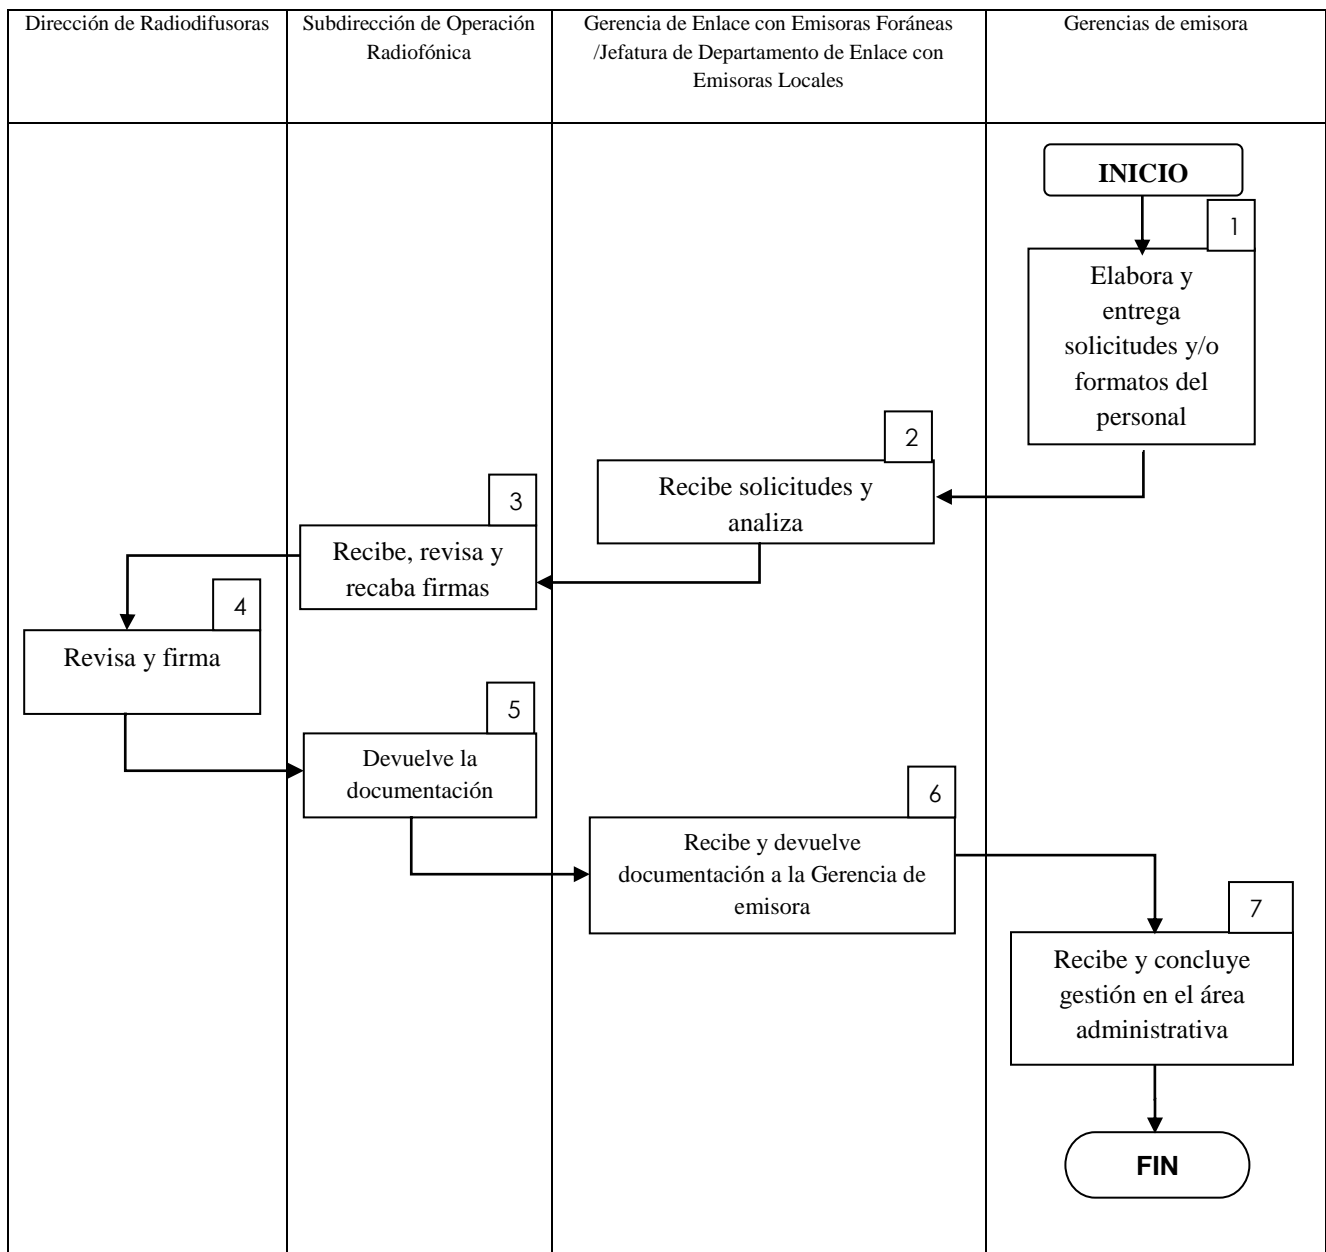 Dirección de Radiodifusoras
Subdirección de Operación
Radiofónica
Gerencia de Enlace con Emisoras Foráneas
/Jefatura de Departamento de Enlace con
Emisoras Locales
Gerencias de emisora
INICIO
1
Elabora y
entrega
solicitudes y/o
formatos del
personal
2
Recibe solicitudes y
analiza
3
Recibe, revisa y
recaba firmas
4
Revisa y firma
5
Devuelve la
documentación
6
Recibe y devuelve
documentación a la Gerencia de
emisora
7
Recibe y concluye
gestión en el área
administrativa
FIN